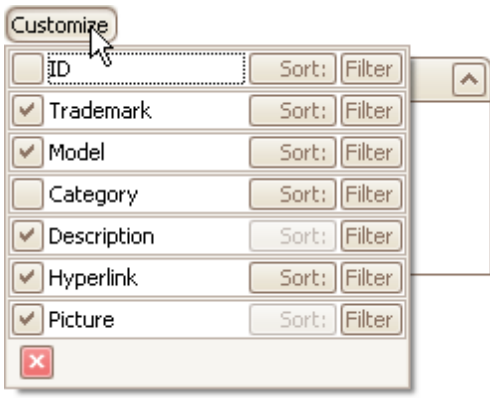 Customize
ID Sort: Filter
Trademark Sort: Filter
Model Sort: Filter
Category Sort: Filter
Description Sort: Filter
Hyperlink Sort: Filter
Picture Sort: Filter